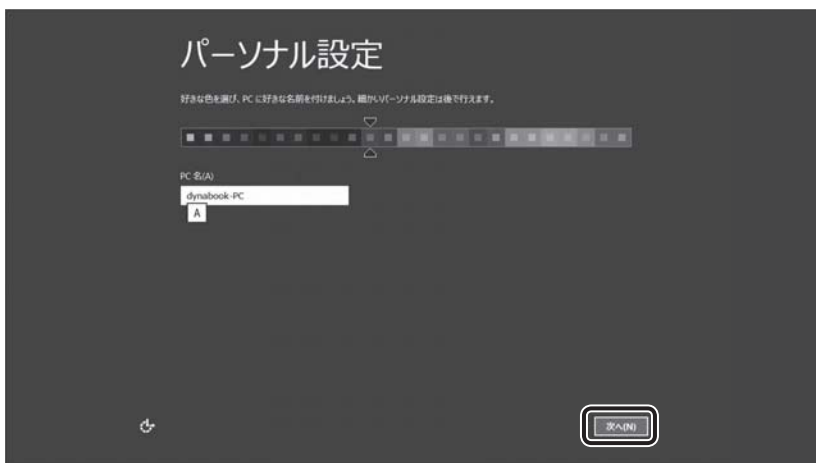 パーソナル設定
好きな色を選び、PC に好きな名前を付けましょう。細かいパーソナル設定は後で行えます。
PC 名(A)
dynabook-PC
A
次へ(N)